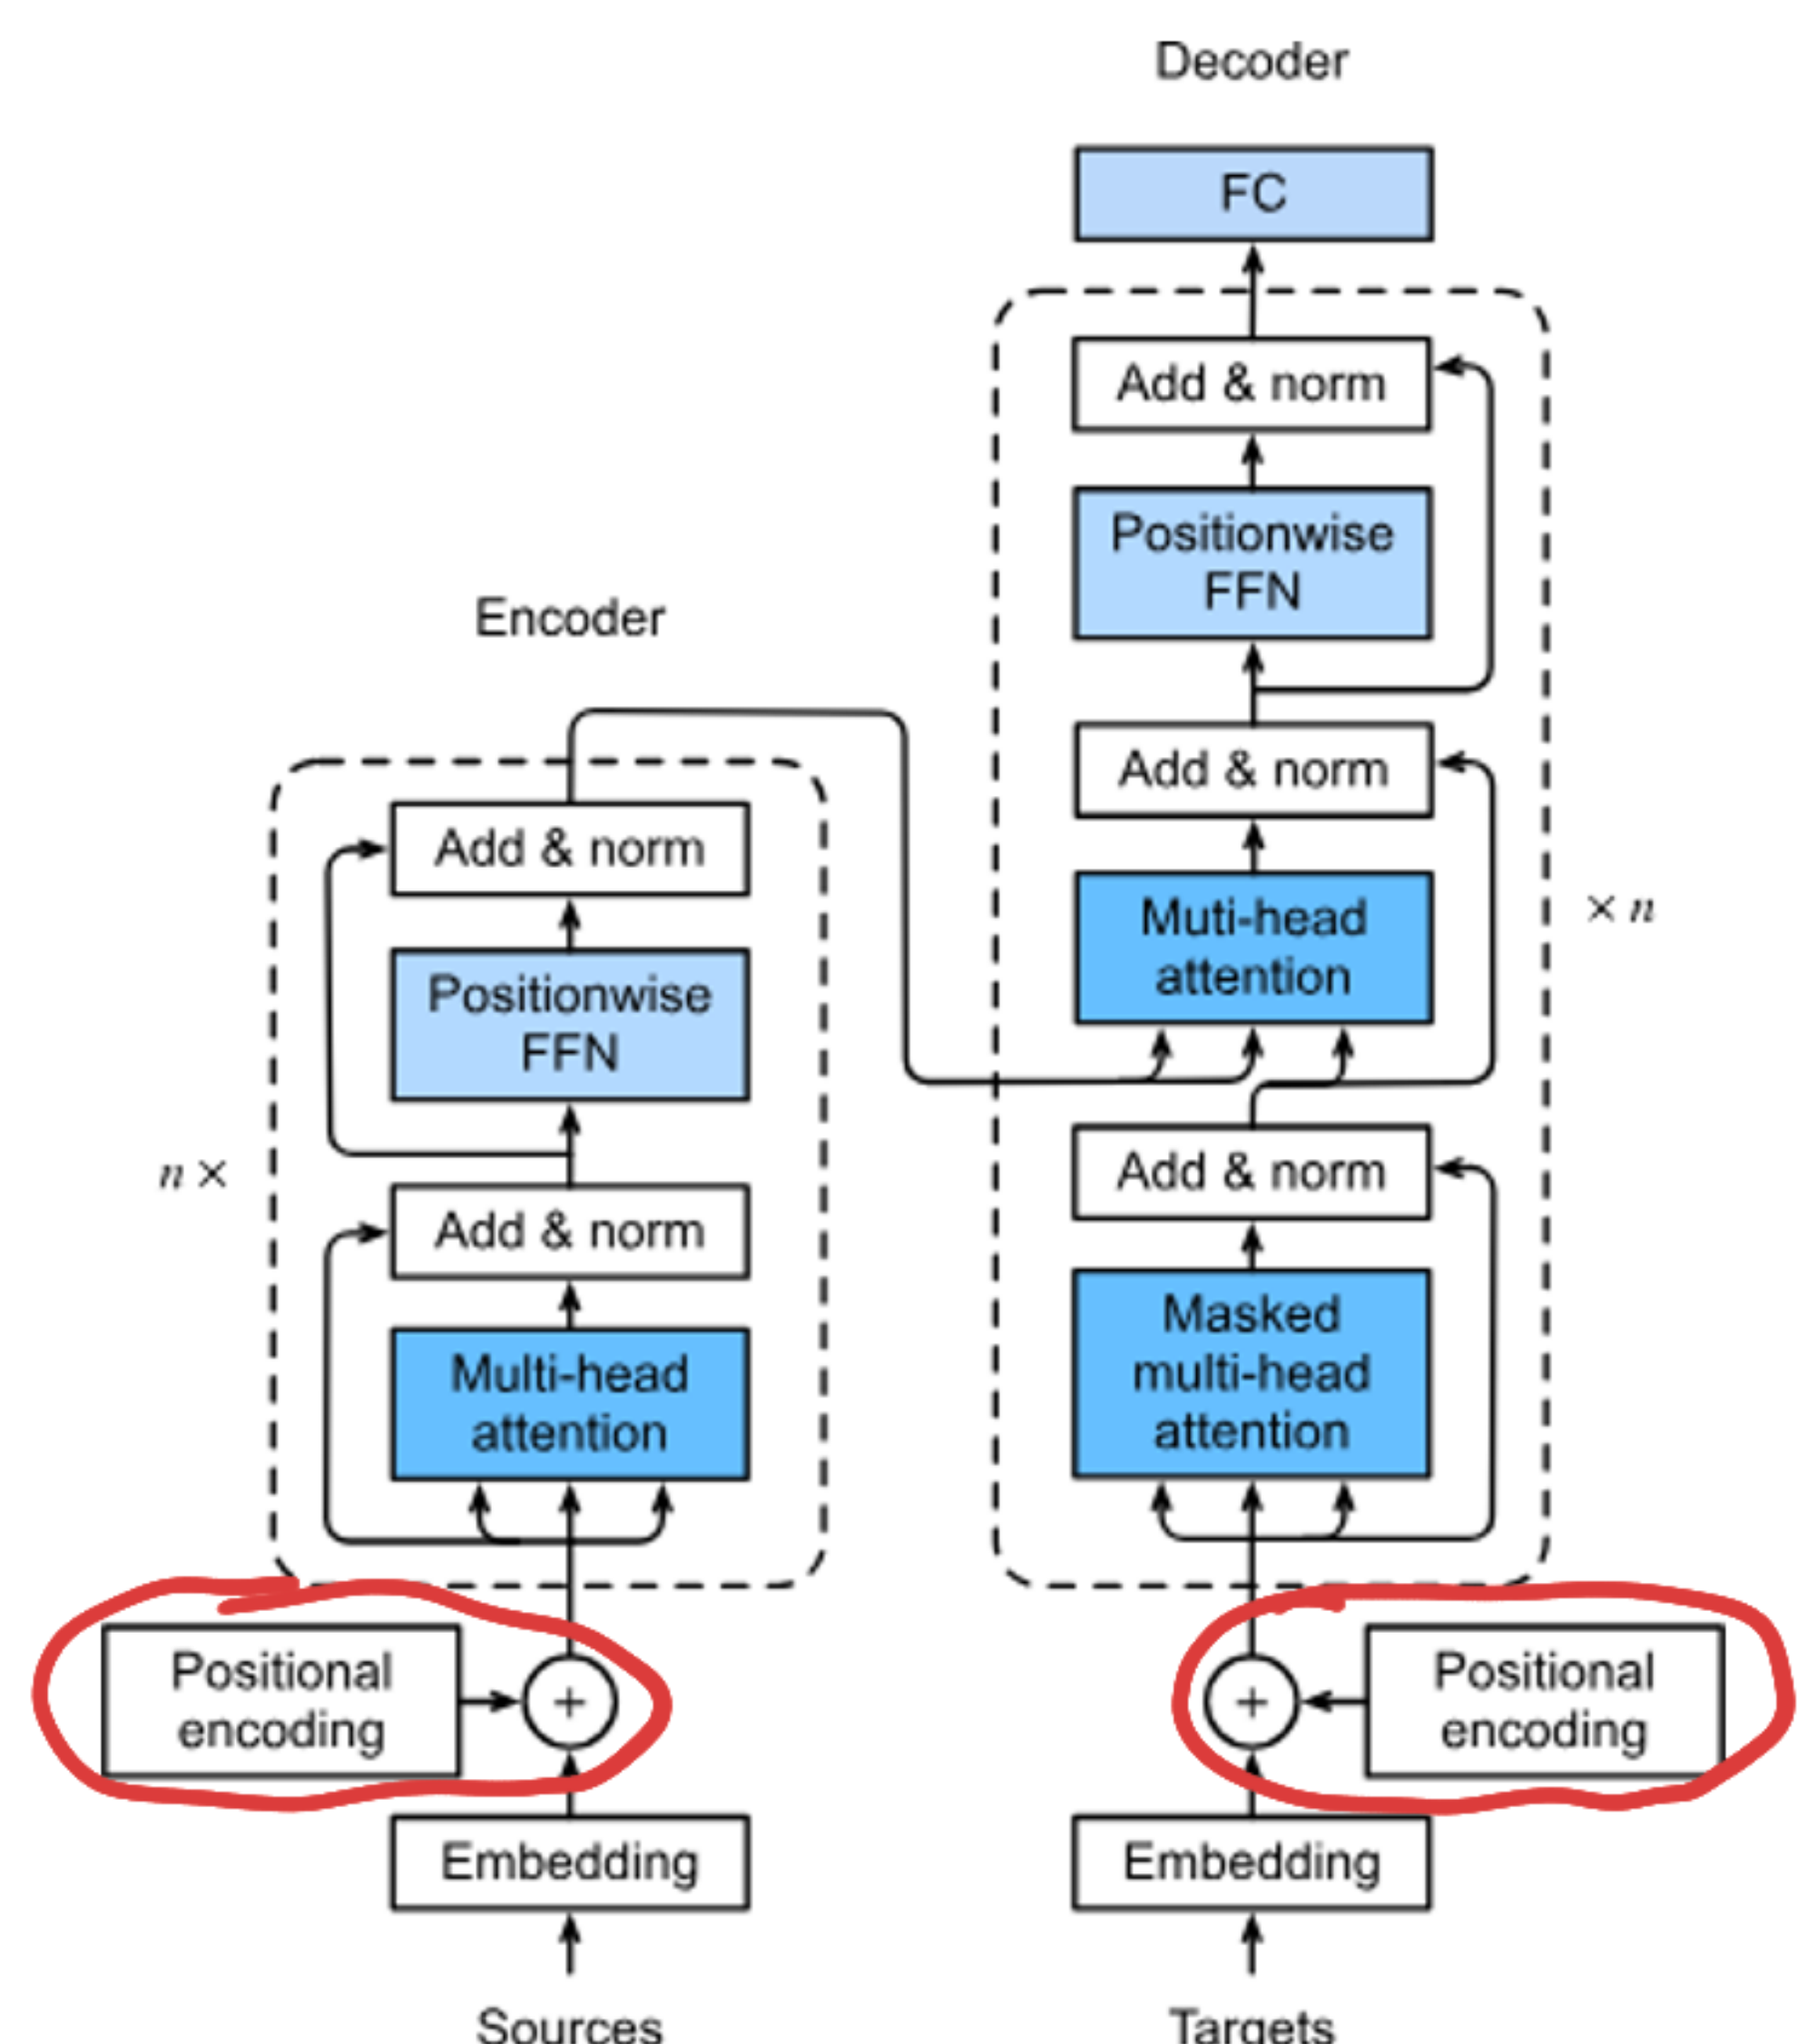 Decoder
FC
Add & norm
Positionwise
FFN
Add & norm
Muti-head
attention
× n
Add & norm
Masked
multi-head
attention
Positional
encoding
+
Embedding
Targets
Encoder
Add & norm
Positionwise
FFN
n ×
Add & norm
Multi-head
attention
Positional
encoding
+
Embedding
Sources